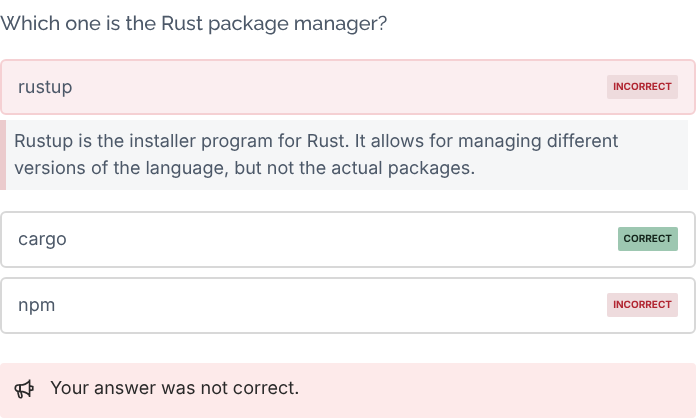 Which one is the Rust package manager?
rustup INCORRECT
Rustup is the installer program for Rust. It allows for managing different
versions of the language, but not the actual packages.
cargo CORRECT
npm INCORRECT
Your answer was not correct.